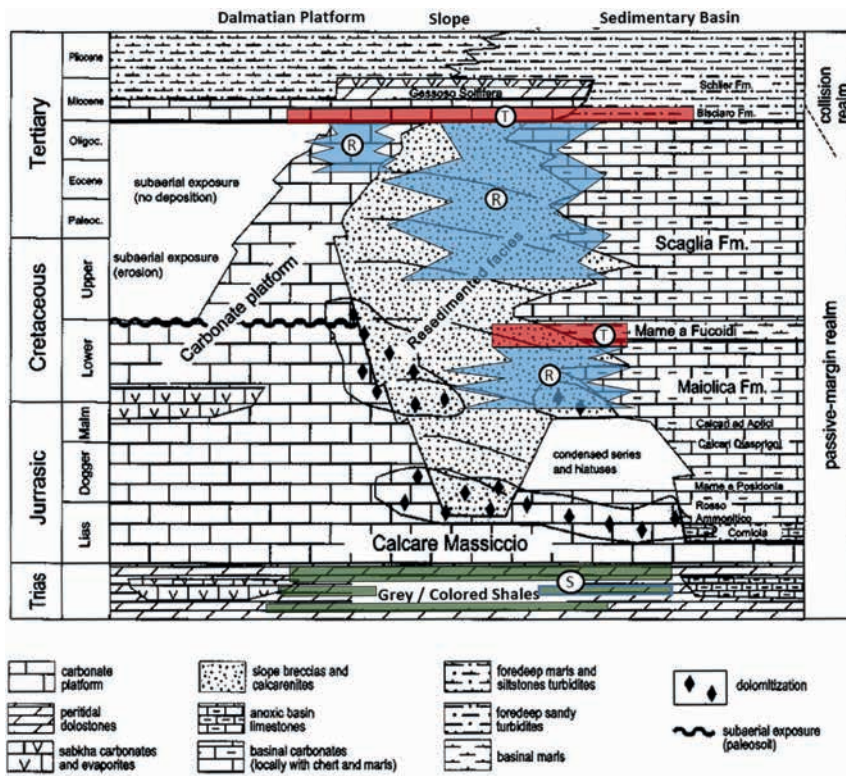 Dalmatian Platform Slope Sedimentary Basin
Tertiary
Cretaceous
Jurrasic
Trias
Pliocene
Miocene
Oligoc.
Eocene
Paleoc.
Upper
Lower
Malm
Dogger
Lias
Schlier Fm.
Gessoso Solfifera
T
Bisciaro Fm.
R
subaerial exposure
(no deposition)
R
Scaglia Fm.
subaerial exposure
(erosion)
Carbonate platform
Resedimented facies
T
Marne a Fucoidi
R
Maiolica Fm.
Calcari ad Aptici
Calcari Diasprigni
condensed series
and hiatuses
Marne a Posidonia
Rosso
Ammonitico
Corniola
Calcare Massiccio
S
Grey / Colored Shales
collision
realm
passive-margin realm
carbonate
platform
peritidal
dolostones
sabkha carbonates
and evaporites
slope breccias and
calcarenites
anoxic basin
limestones
basinal carbonates
(locally with chert and marls)
foredeep marls and
siltstones turbidites
foredeep sandy
turbidites
basinal marls
dolomitization
subaerial exposure
(paleosoil)